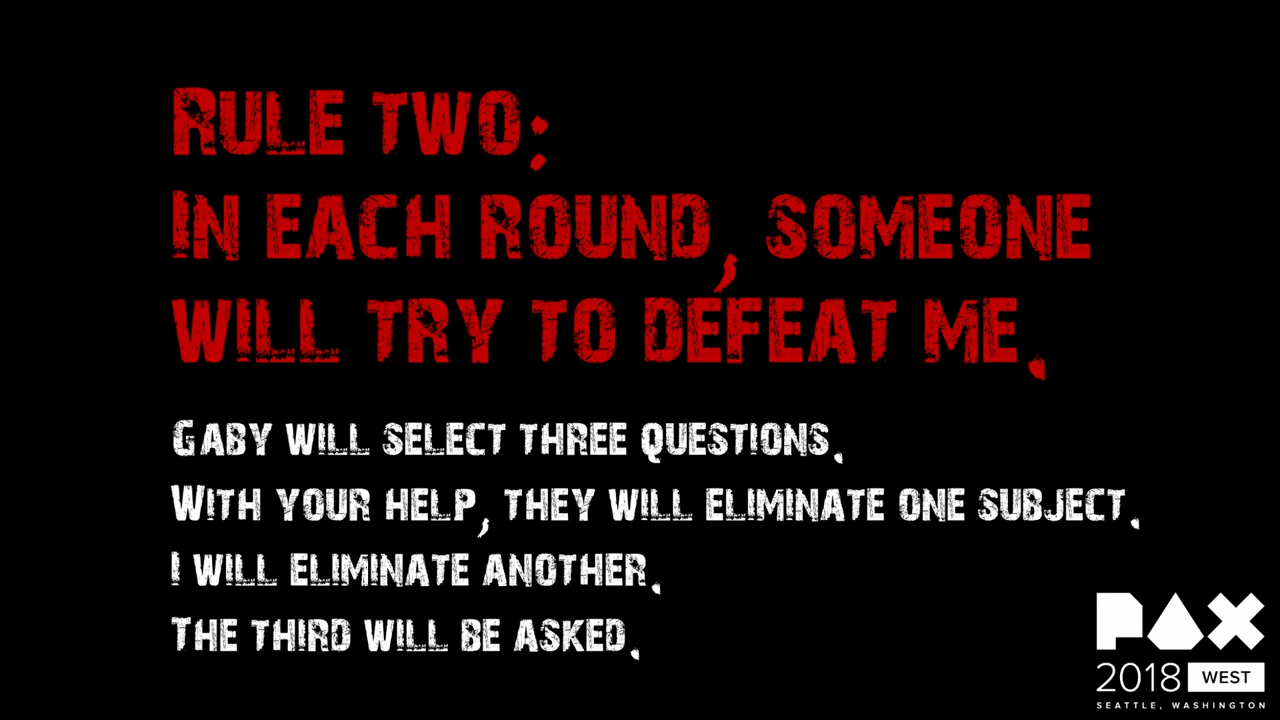 Rule two:
In each round, someone
will try to defeat me.
Gaby will select three questions.
With your help, they will eliminate one subject.
I will eliminate another.
The third will be asked.
PAX
2018 WEST
SEATTLE, WASHINGTON